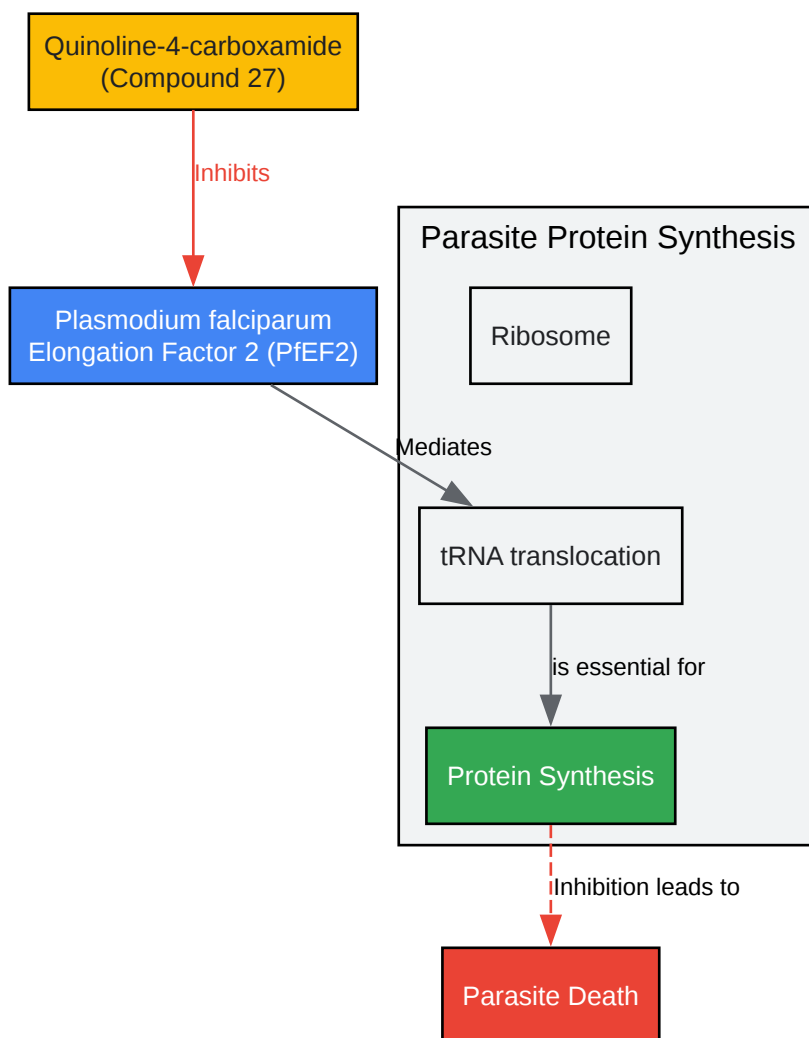 Quinoline-4-carboxamide
(Compound 27)
Inhibits
Parasite Protein Synthesis
Plasmodium falciparum
Elongation Factor 2 (PfEF2)
Ribosome
Mediates
tRNA translocation
is essential for
Protein Synthesis
Inhibition leads to
Parasite Death